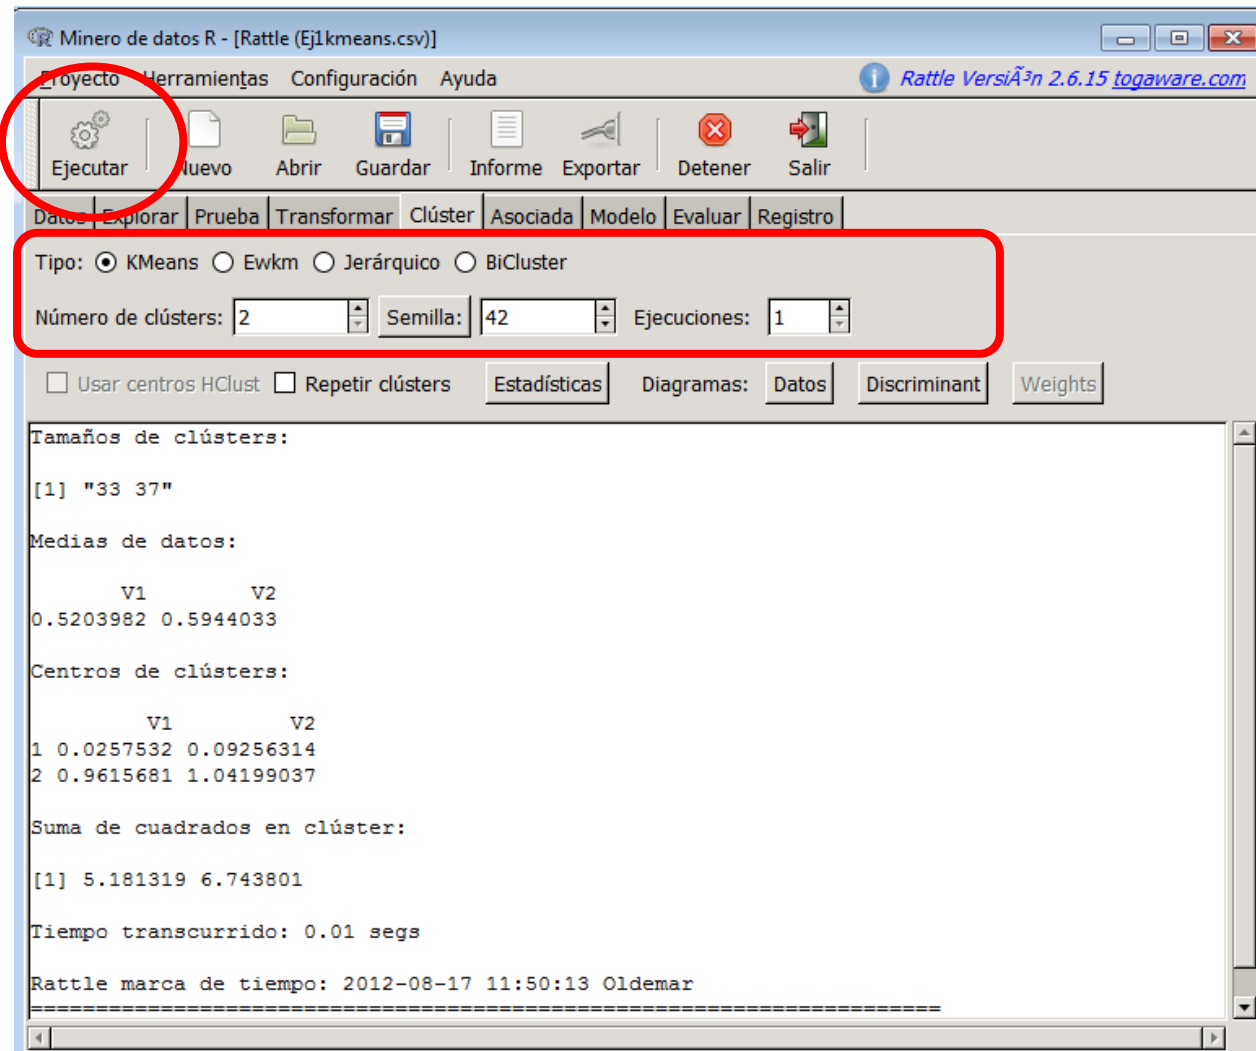 Minero de datos R - [Rattle (Ej1kmeans.csv)]
Proyecto Herramientas Configuración Ayuda Rattle VersiÃ³n 2.6.15 togaware.com
Ejecutar Nuevo Abrir Guardar Informe Exportar Detener Salir
Datos Explorar Prueba Transformar Clúster Asociada Modelo Evaluar Registro
Tipo: KMeans Ewkm Jerárquico BiCluster
Número de clústers: 2 Semilla: 42 Ejecuciones: 1
Usar centros HClust Repetir clústers Estadísticas Diagramas: Datos Discriminant Weights
Tamaños de clústers:
[1] "33 37"
Medias de datos:
V1 V2
0.5203982 0.5944033
Centros de clústers:
V1 V2
1 0.0257532 0.09256314
2 0.9615681 1.04199037
Suma de cuadrados en clúster:
[1] 5.181319 6.743801
Tiempo transcurrido: 0.01 segs
Rattle marca de tiempo: 2012-08-17 11:50:13 Oldemar
======================================================================